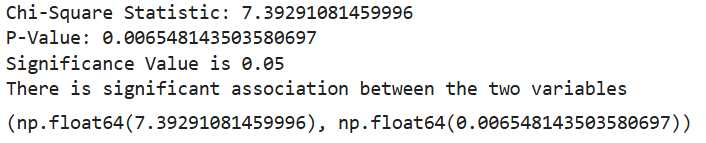 Chi-Square Statistic: 7.39291081459996
P-Value: 0.006548143503580697
Significance Value is 0.05
There is significant association between the two variables
(np.float64(7.39291081459996), np.float64(0.006548143503580697))